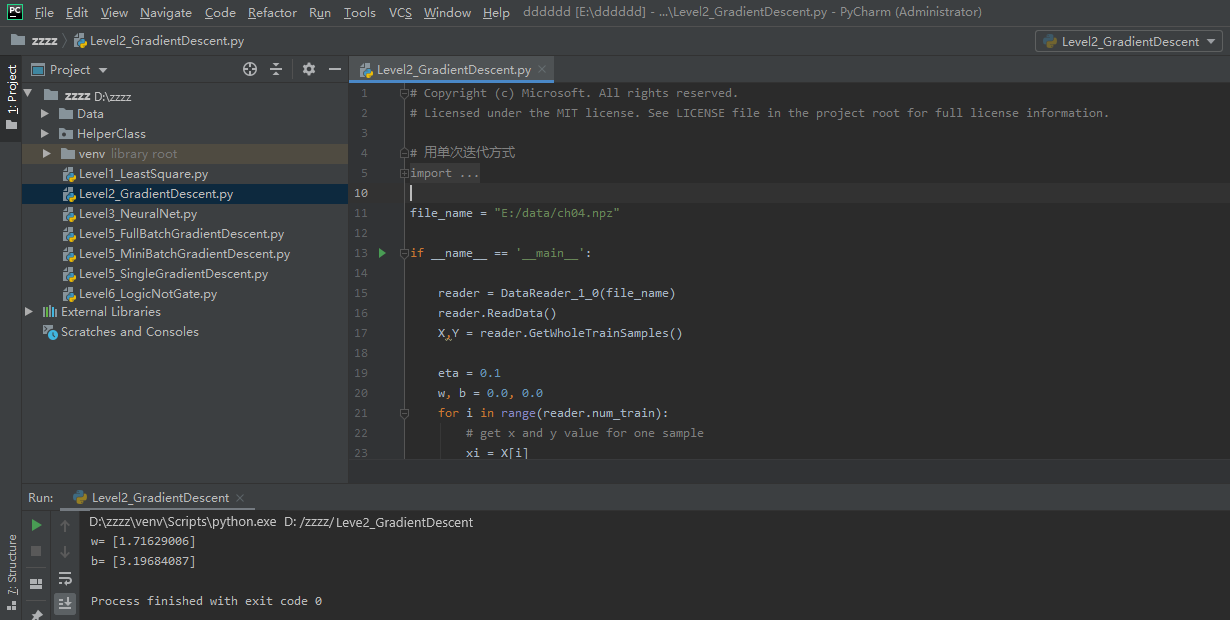 PC File Edit View Navigate Code Refactor Run Tools VCS Window Help dddddd [E:\dddddd] - ...\Level2_GradientDescent.py - PyCharm (Administrator)
zzzz Level2_GradientDescent.py Level2_GradientDescent
1: Project
Project
zzzz D:\zzzz
Data
HelperClass
venv library root
Level1_LeastSquare.py
Level2_GradientDescent.py
Level3_NeuralNet.py
Level5_FullBatchGradientDescent.py
Level5_MiniBatchGradientDescent.py
Level5_SingleGradientDescent.py
Level6_LogicNotGate.py
External Libraries
Scratches and Consoles
Level2_GradientDescent.py
1 # Copyright (c) Microsoft. All rights reserved.
2 # Licensed under the MIT license. See LICENSE file in the project root for full license information.
3
4 # 用单次迭代方式
5 import ...
10
11 file_name = "E:/data/ch04.npz"
12
13 if __name__ == '__main__':
14
15 reader = DataReader_1_0(file_name)
16 reader.ReadData()
17 X,Y = reader.GetWholeTrainSamples()
18
19 eta = 0.1
20 w, b = 0.0, 0.0
21 for i in range(reader.num_train):
22 # get x and y value for one sample
23 xi = X[i]
Run: Level2_GradientDescent
7: Structure
D:\zzzz\venv\Scripts\python.exe D: /zzzz/ Leve2_GradientDescent
w= [1.71629006]
b= [3.19684087]
Process finished with exit code 0